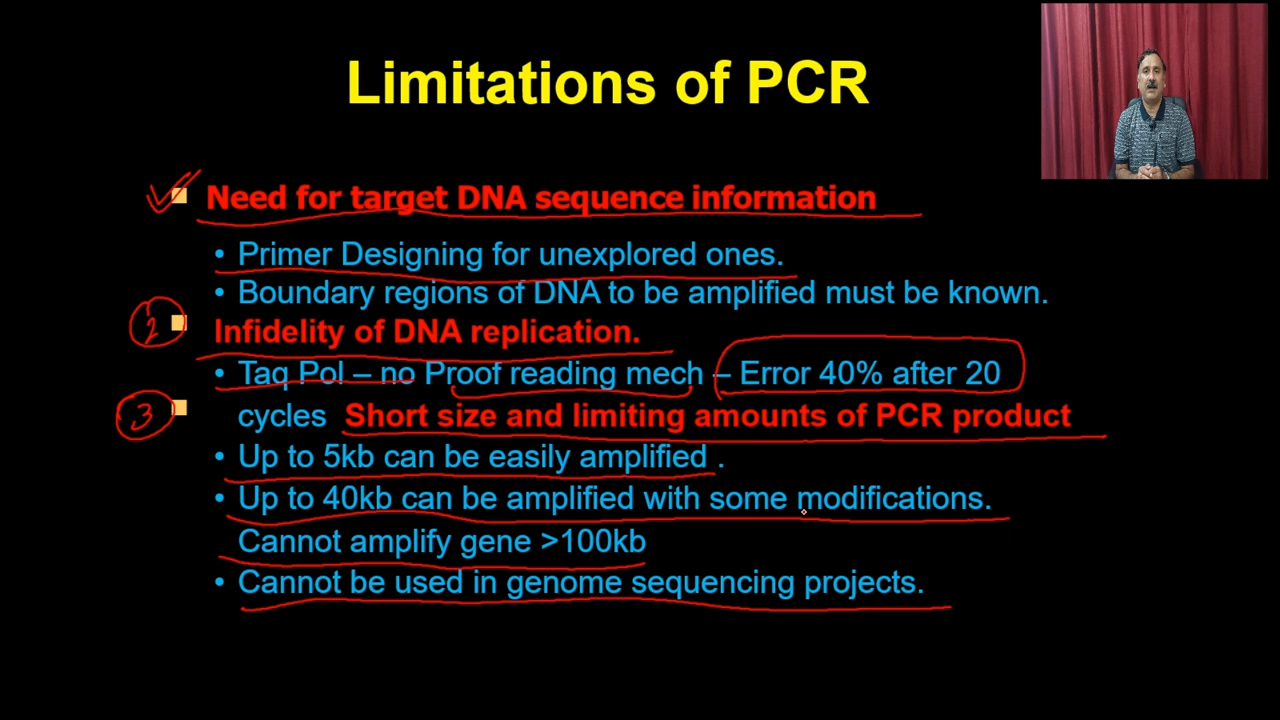 Limitations of PCR
Need for target DNA sequence information
• Primer Designing for unexplored ones.
• Boundary regions of DNA to be amplified must be known.
2
Infidelity of DNA replication.
• Taq Pol – no Proof reading mech – Error 40% after 20
3
cycles Short size and limiting amounts of PCR product
• Up to 5kb can be easily amplified .
• Up to 40kb can be amplified with some modifications.
Cannot amplify gene >100kb
• Cannot be used in genome sequencing projects.